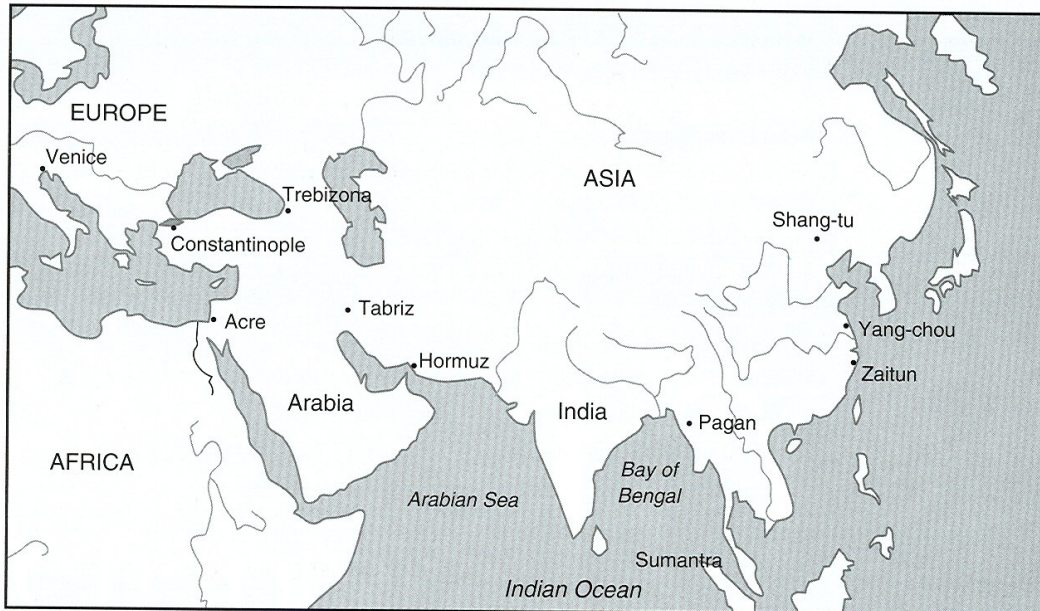 EUROPE
Venice
ASIA
Trebizona
Shang-tu
Constantinople
Tabriz
Acre
Yang-chou
Hormuz
Zaitun
Arabia
India
Pagan
AFRICA
Bay of
Bengal
Arabian Sea
Sumantra
Indian Ocean